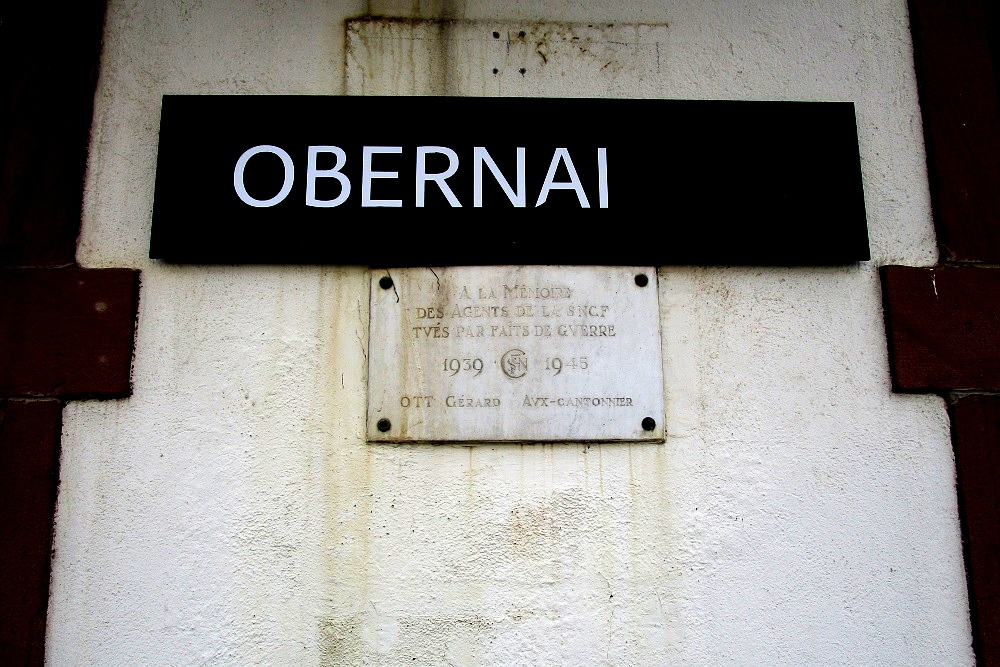 OBERNAI
A LA MÉMOIRE
DES AGENTS DE LA SNCF
TVÉS PAR FAITS DE GVERRE
1939 SNCF 1945
OTT GÉRARD AVX-CANTONNIER